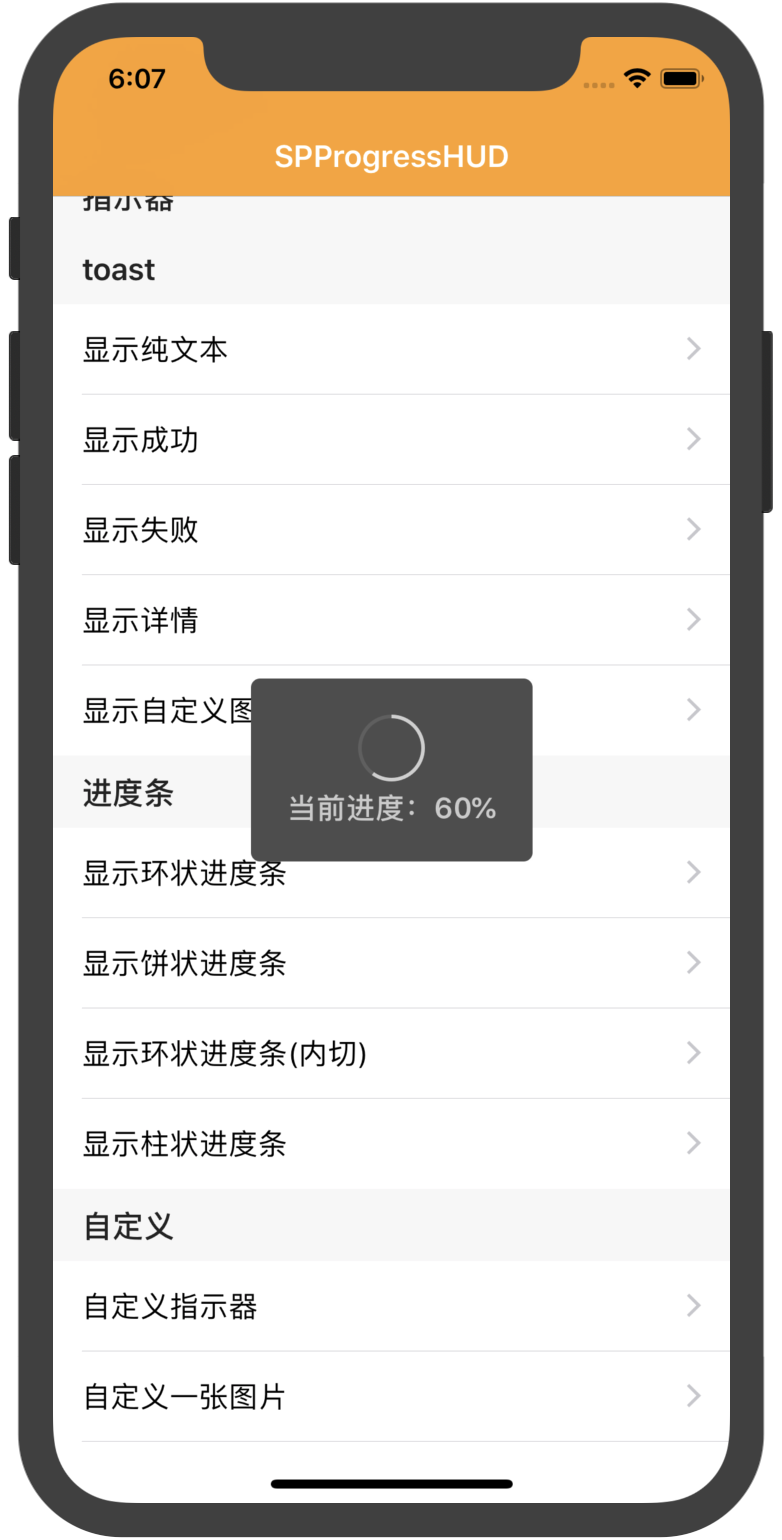 6:07
SPProgressHUD
指示器
toast
显示纯文本
显示成功
显示失败
显示详情
显示自定义图
当前进度：60%
进度条
显示环状进度条
显示饼状进度条
显示环状进度条(内切)
显示柱状进度条
自定义
自定义指示器
自定义一张图片